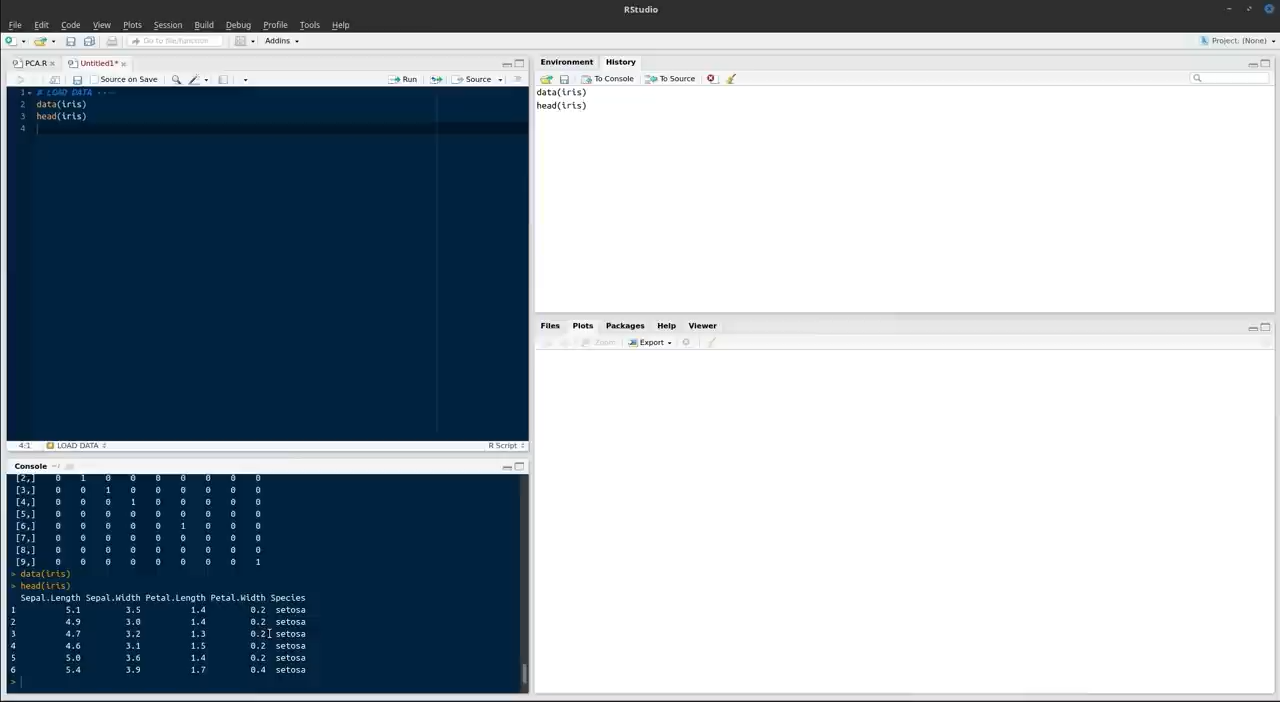 RStudio
File Edit Code View Plots Session Build Debug Profile Tools Help
Go to file/function Addins Project: (None)
PCA.R Untitled1*
Source on Save Run Source
1 # LOAD DATA ----
2 data(iris)
3 head(iris)
4
4:1 LOAD DATA R Script
Console ~/
[2,] 0 1 0 0 0 0 0 0 0
[3,] 0 0 1 0 0 0 0 0 0
[4,] 0 0 0 1 0 0 0 0 0
[5,] 0 0 0 0 0 0 0 0 0
[6,] 0 0 0 0 0 1 0 0 0
[7,] 0 0 0 0 0 0 0 0 0
[8,] 0 0 0 0 0 0 0 0 0
[9,] 0 0 0 0 0 0 0 0 1
> data(iris)
> head(iris)
Sepal.Length Sepal.Width Petal.Length Petal.Width Species
1 5.1 3.5 1.4 0.2 setosa
2 4.9 3.0 1.4 0.2 setosa
3 4.7 3.2 1.3 0.2 setosa
4 4.6 3.1 1.5 0.2 setosa
5 5.0 3.6 1.4 0.2 setosa
6 5.4 3.9 1.7 0.4 setosa
>
Environment History
To Console To Source
data(iris)
head(iris)
Files Plots Packages Help Viewer
Zoom Export